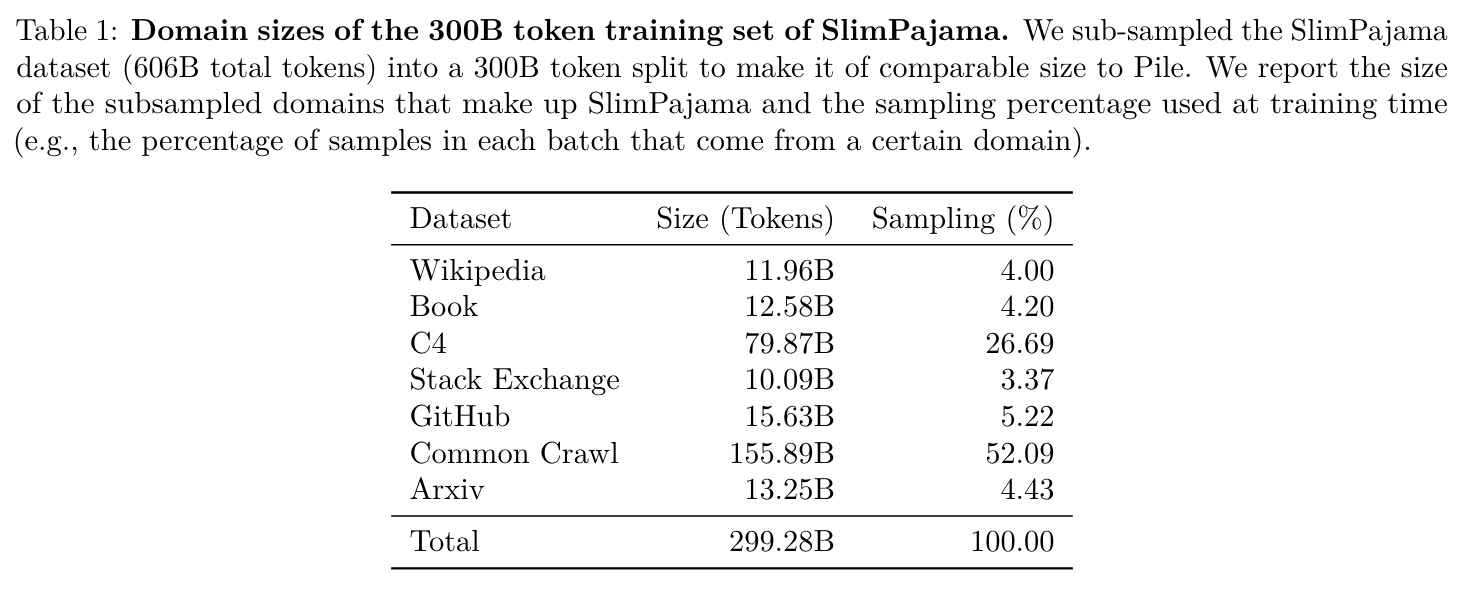 Table 1: Domain sizes of the 300B token training set of SlimPajama. We sub-sampled the SlimPajama
dataset (606B total tokens) into a 300B token split to make it of comparable size to Pile. We report the size
of the subsampled domains that make up SlimPajama and the sampling percentage used at training time
(e.g., the percentage of samples in each batch that come from a certain domain).
Dataset Size (Tokens) Sampling (%)
Wikipedia 11.96B 4.00
Book 12.58B 4.20
C4 79.87B 26.69
Stack Exchange 10.09B 3.37
GitHub 15.63B 5.22
Common Crawl 155.89B 52.09
Arxiv 13.25B 4.43
Total 299.28B 100.00